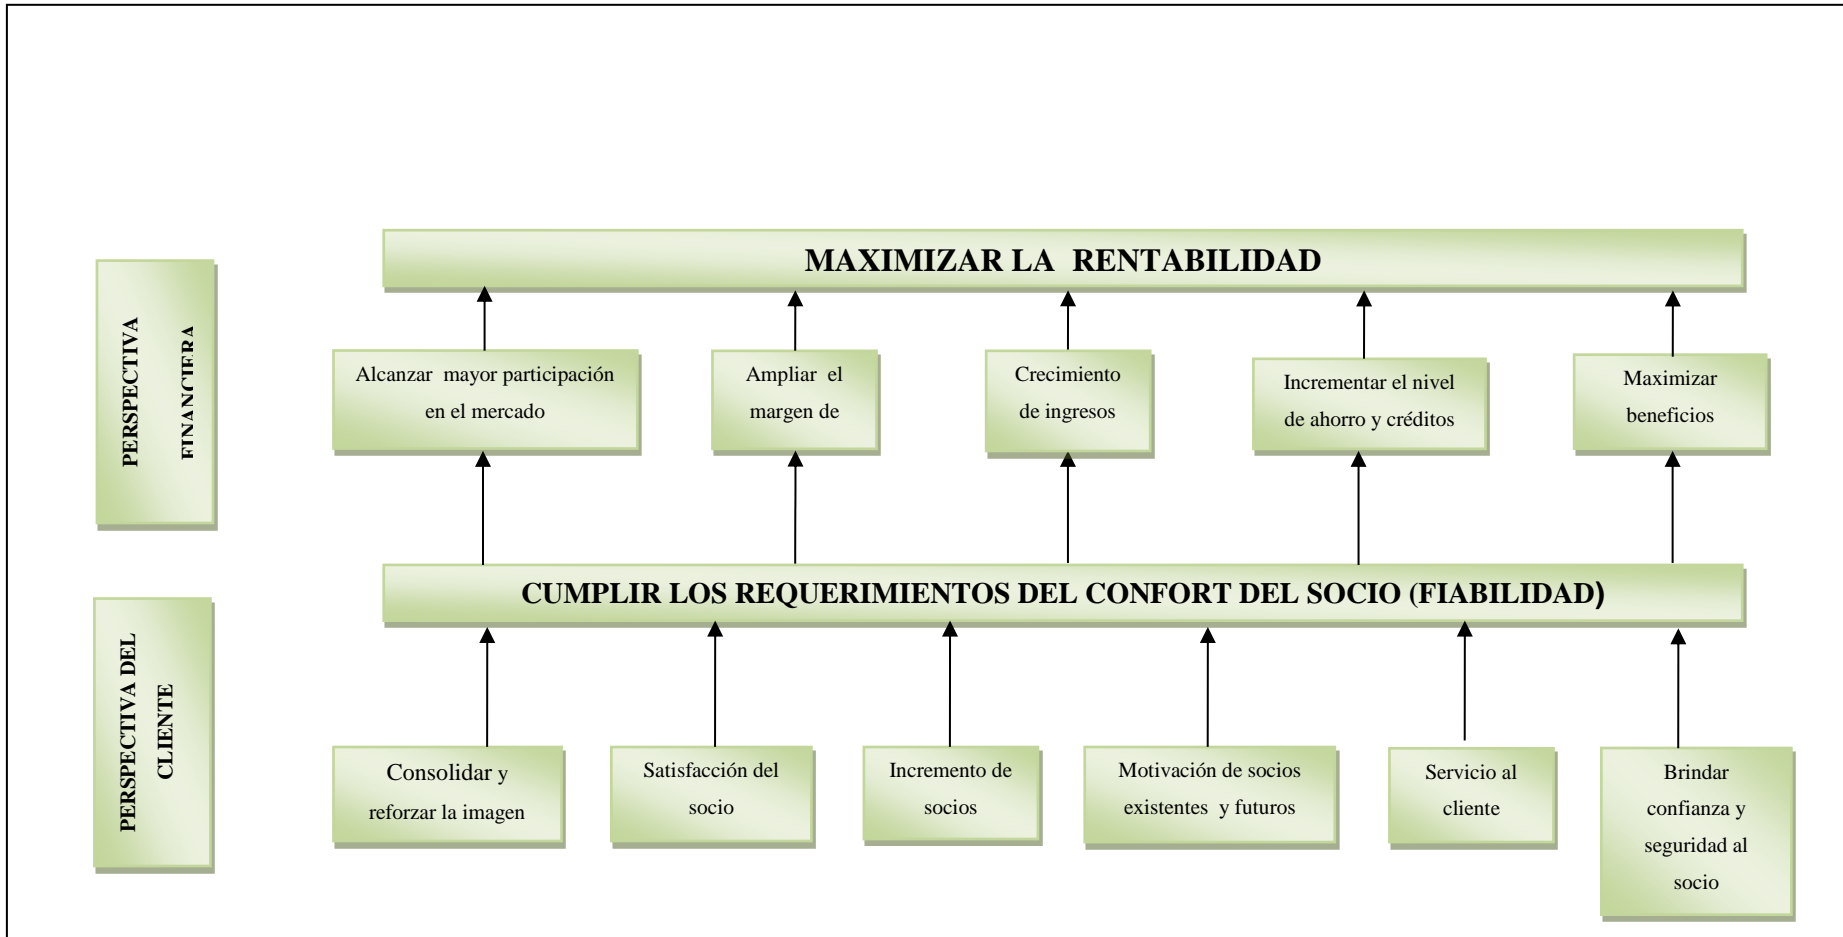 MAXIMIZAR LA RENTABILIDAD
PERSPECTIVA
FINANCIERA
Alcanzar mayor participación
en el mercado
Ampliar el
margen de
Crecimiento
de ingresos
Incrementar el nivel
de ahorro y créditos
Maximizar
beneficios
CUMPLIR LOS REQUERIMIENTOS DEL CONFORT DEL SOCIO (FIABILIDAD)
PERSPECTIVA DEL
CLIENTE
Consolidar y
reforzar la imagen
Satisfacción del
socio
Incremento de
socios
Motivación de socios
existentes y futuros
Servicio al
cliente
Brindar
confianza y
seguridad al
socio